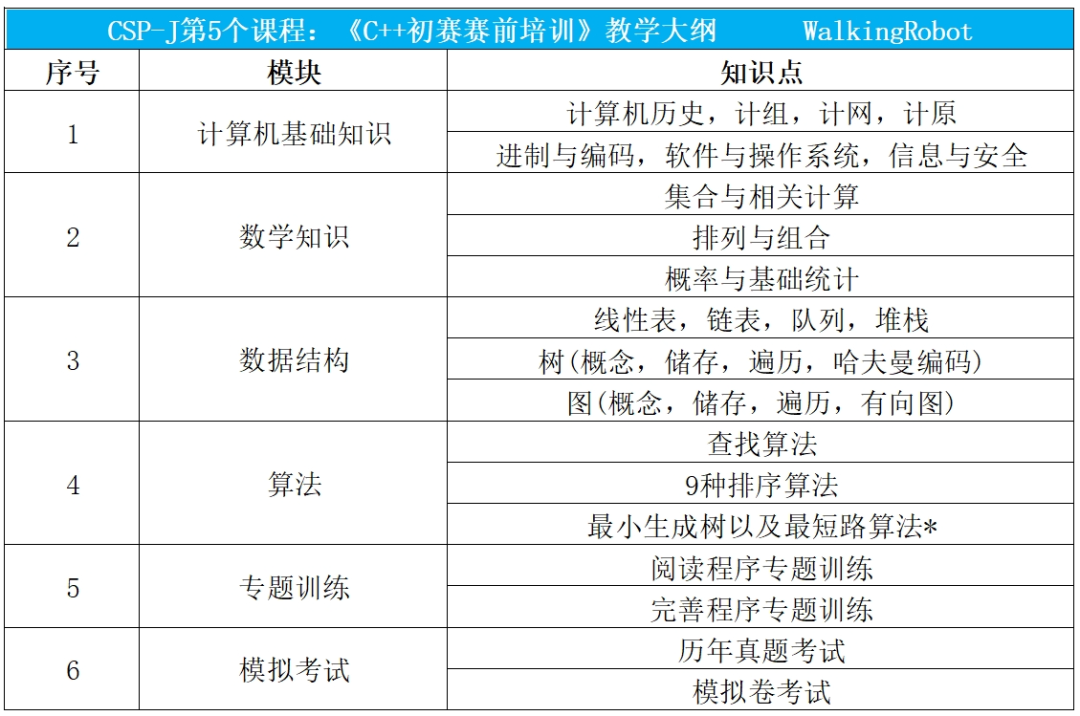 CSP-J第5个课程：《C++初赛赛前培训》教学大纲 WalkingRobot
序号 模块 知识点
1 计算机基础知识 计算机历史，计组，计网，计原
进制与编码，软件与操作系统，信息与安全
2 数学知识 集合与相关计算
排列与组合
概率与基础统计
3 数据结构 线性表，链表，队列，堆栈
树(概念，储存，遍历，哈夫曼编码)
图(概念，储存，遍历，有向图)
4 算法 查找算法
9种排序算法
最小生成树以及最短路算法*
5 专题训练 阅读程序专题训练
完善程序专题训练
6 模拟考试 历年真题考试
模拟卷考试